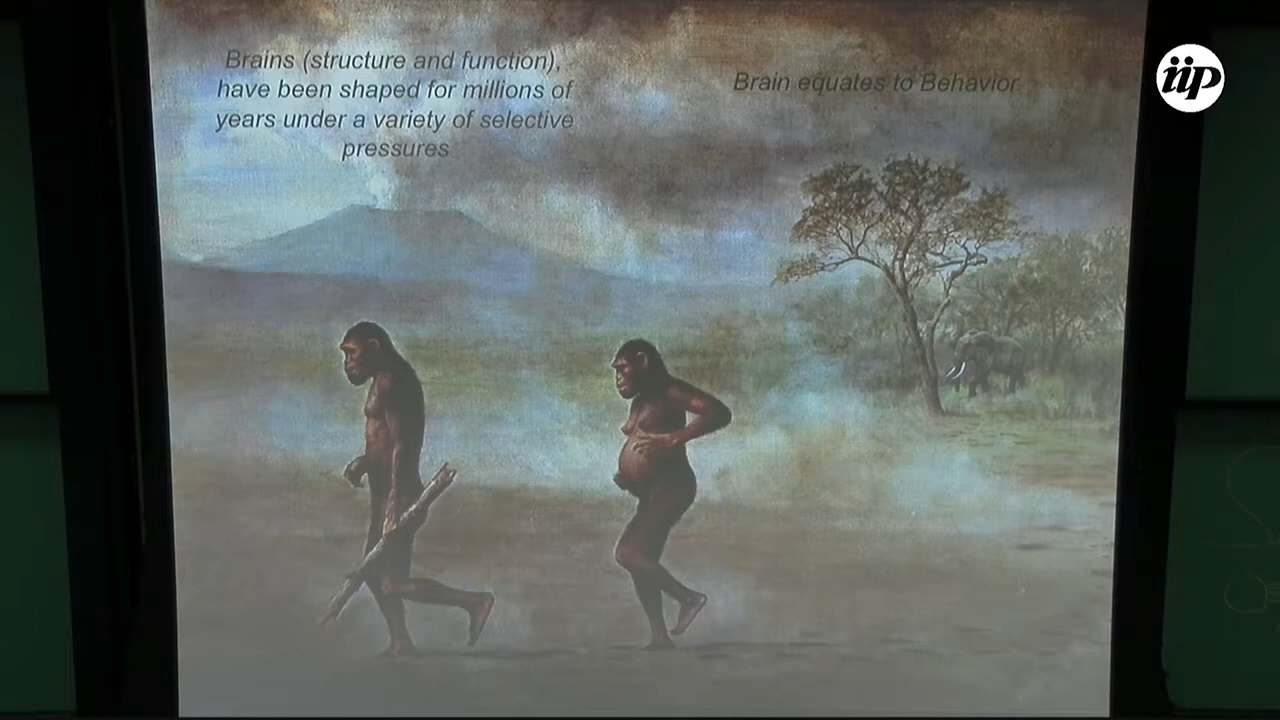 Brains (structure and function),
have been shaped for millions of
years under a variety of selective
pressures
Brain equates to Behavior
iip